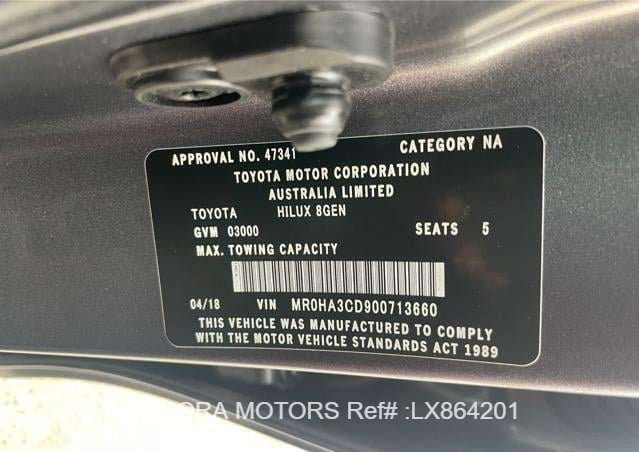 APPROVAL NO. 47341 CATEGORY NA
TOYOTA MOTOR CORPORATION
AUSTRALIA LIMITED
TOYOTA HILUX 8GEN
GVM 03000 SEATS 5
MAX. TOWING CAPACITY
04/18 VIN MR0HA3CD900713660
THIS VEHICLE WAS MANUFACTURED TO COMPLY
WITH THE MOTOR VEHICLE STANDARDS ACT 1989
MOTORS Ref# :LX864201